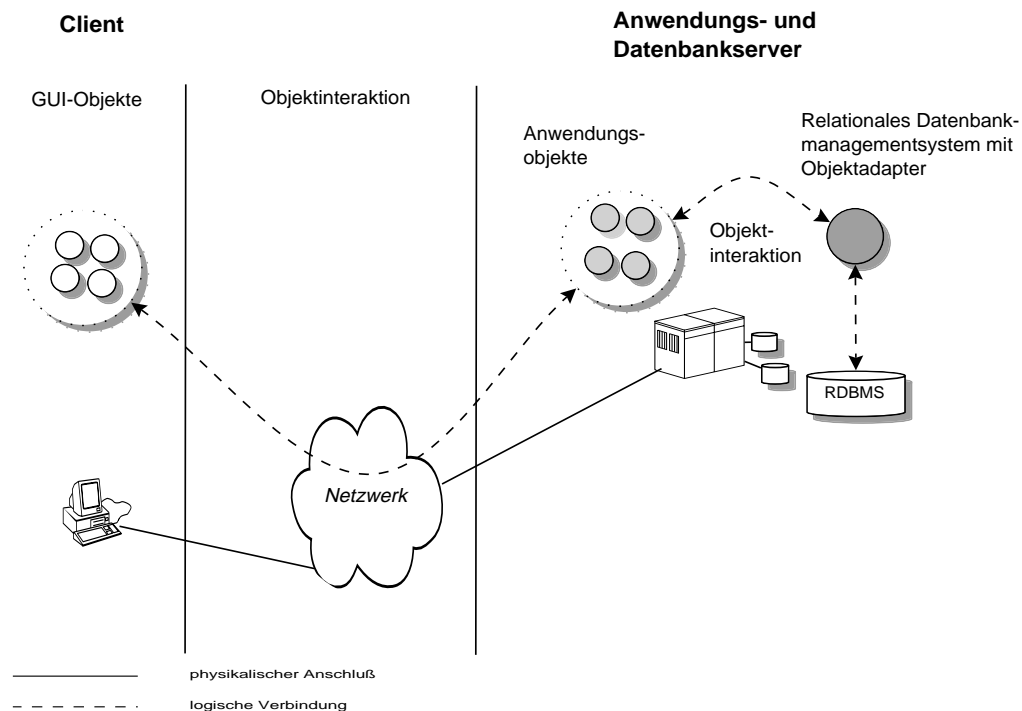 Client
Anwendungs- und
Datenbankserver
GUI-Objekte
Objektinteraktion
Anwendungs-
objekte
Relationales Datenbank-
managementsystem mit
Objektadapter
Objekt-
interaktion
RDBMS
Netzwerk
physikalischer Anschluß
logische Verbindung